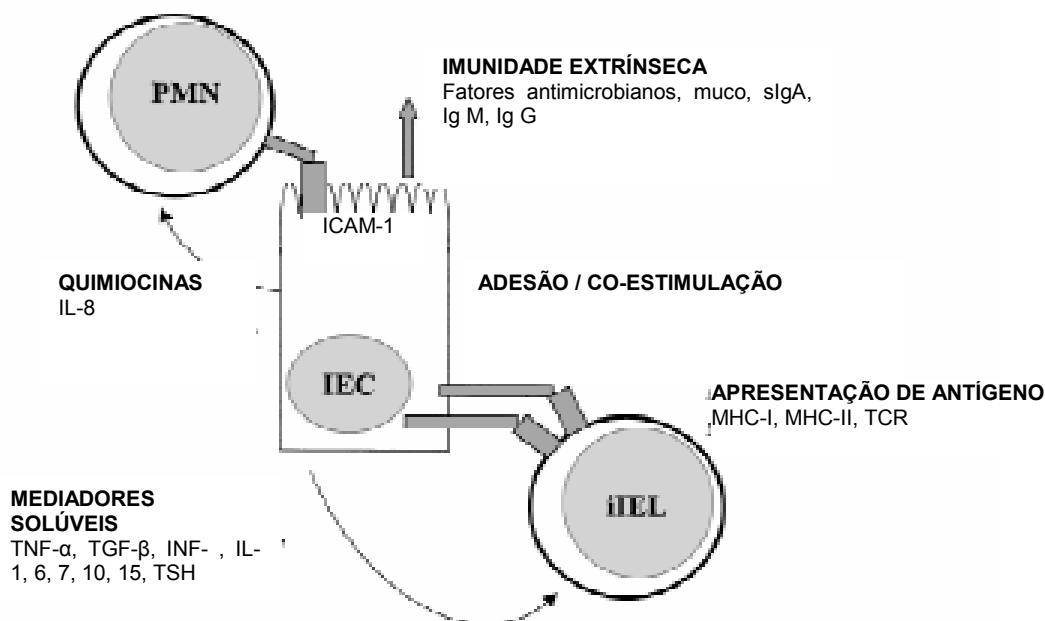 PMN
IMUNIDADE EXTRÍNSECA
Fatores antimicrobianos, muco, sIgA,
Ig M, Ig G
ICAM-1
QUIMIOCINAS
IL-8
ADESÃO / CO-ESTIMULAÇÃO
IEC
APRESENTAÇÃO DE ANTÍGENO
MHC-I, MHC-II, TCR
MEDIADORES
SOLÚVEIS
TNF-α, TGF-β, INF- , IL-
1, 6, 7, 10, 15, TSH
iIEL